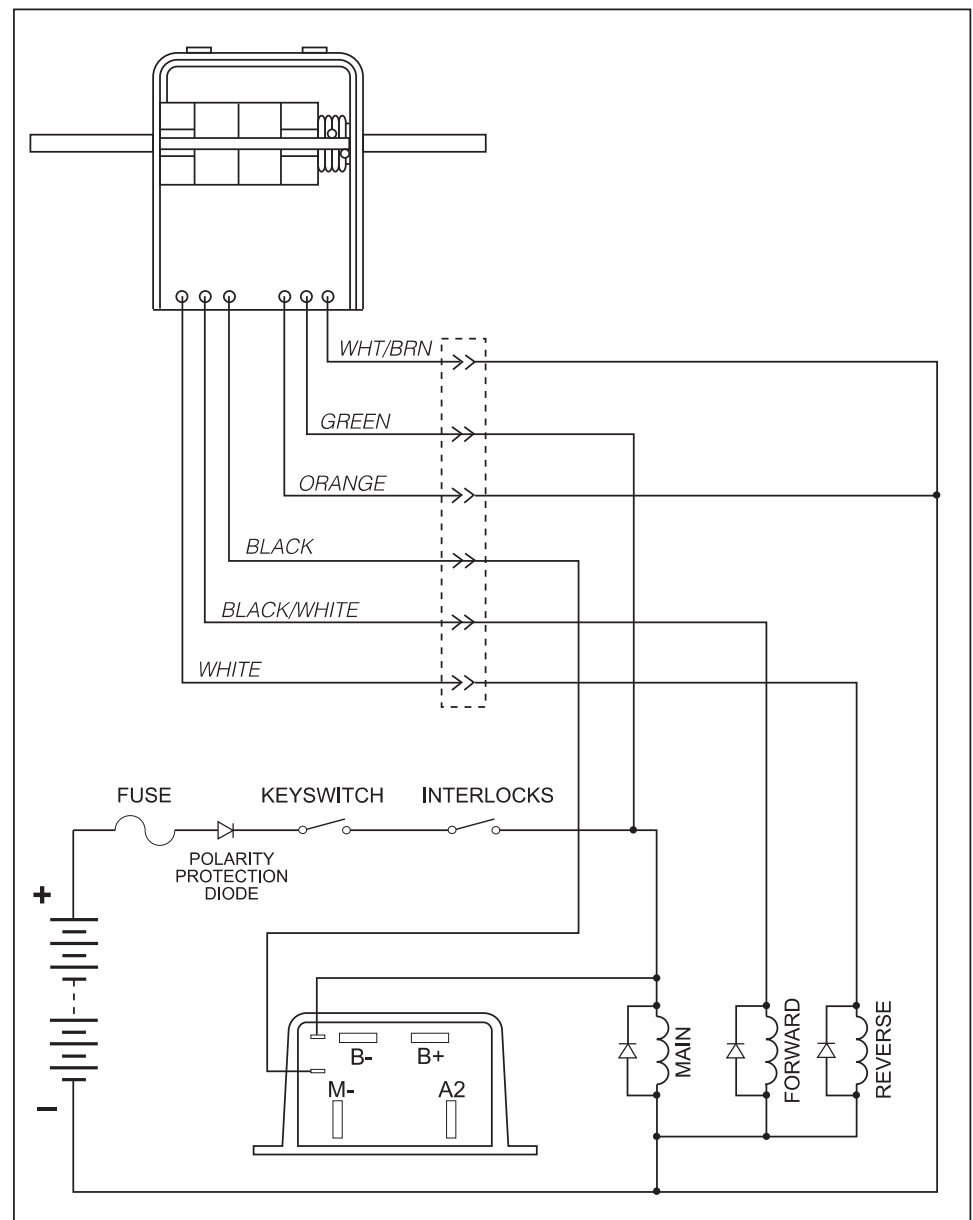 WHT/BRN
GREEN
ORANGE
BLACK
BLACK/WHITE
WHITE
FUSE
KEYSWITCH
INTERLOCKS
POLARITY
PROTECTION
DIODE
+
B-
B+
M-
A2
MAIN
FORWARD
REVERSE
–